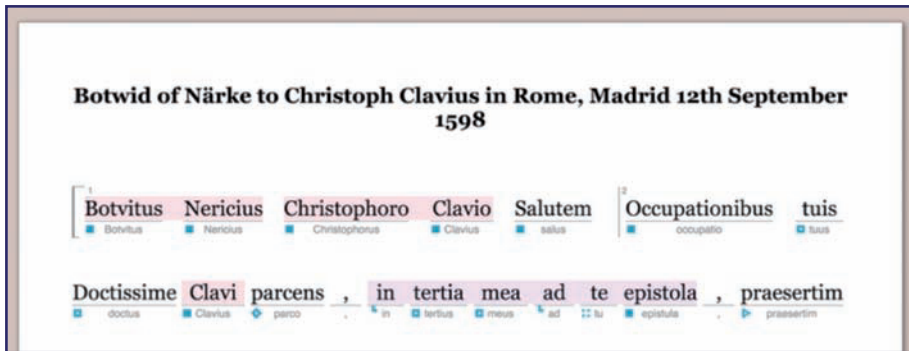 Botwid of Närke to Christoph Clavius in Rome, Madrid 12th September
1598
1 2
Botvitus Nericius Christophoro Clavio Salutem Occupationibus tuis
Botvitus Nericius Christophorus Clavius salus occupatio tuus
Doctissime Clavi parcens , in tertia mea ad te epistola , praesertim
doctus Clavius parco , in tertius meus ad tu epistula , praesertim